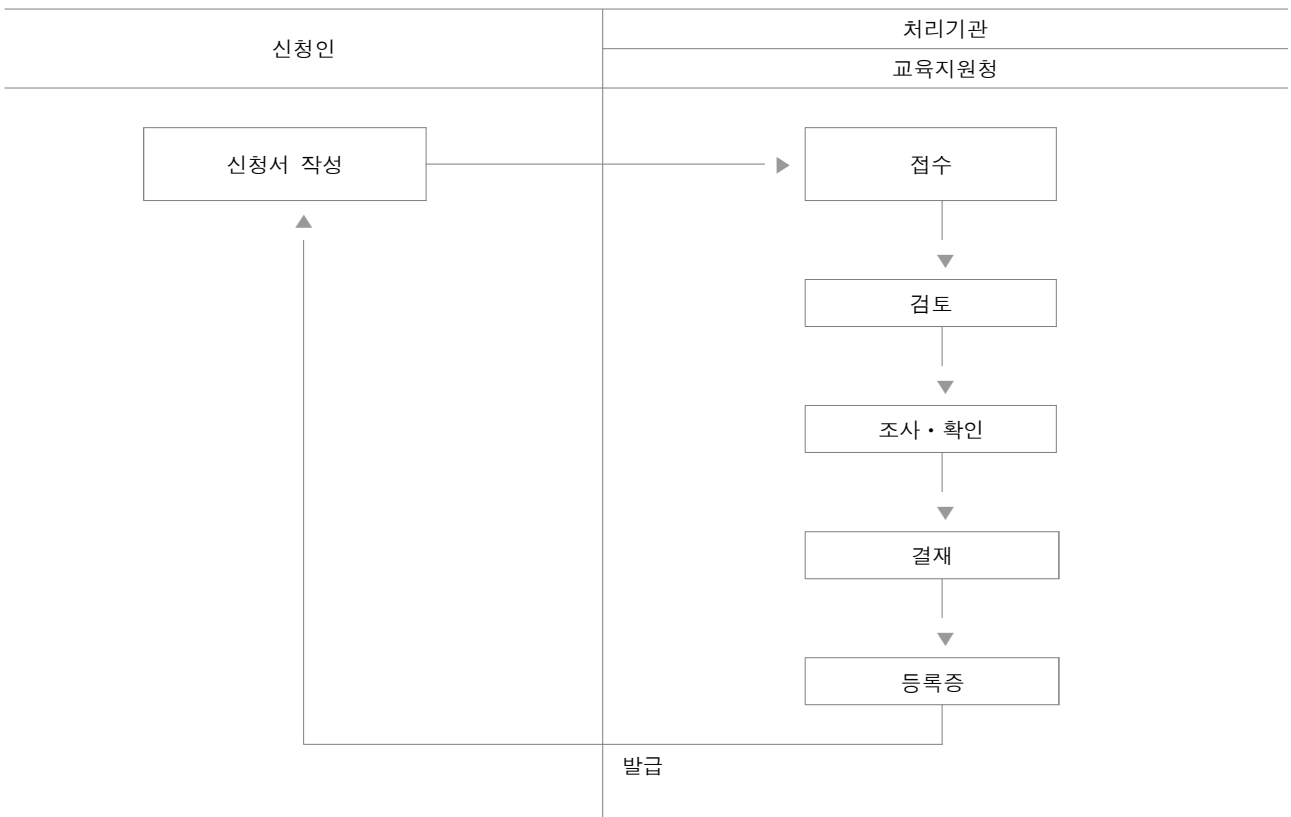 신청인
처리기관
교육지원청
신청서 작성
접수
검토
조사・확인
결재
등록증
발급